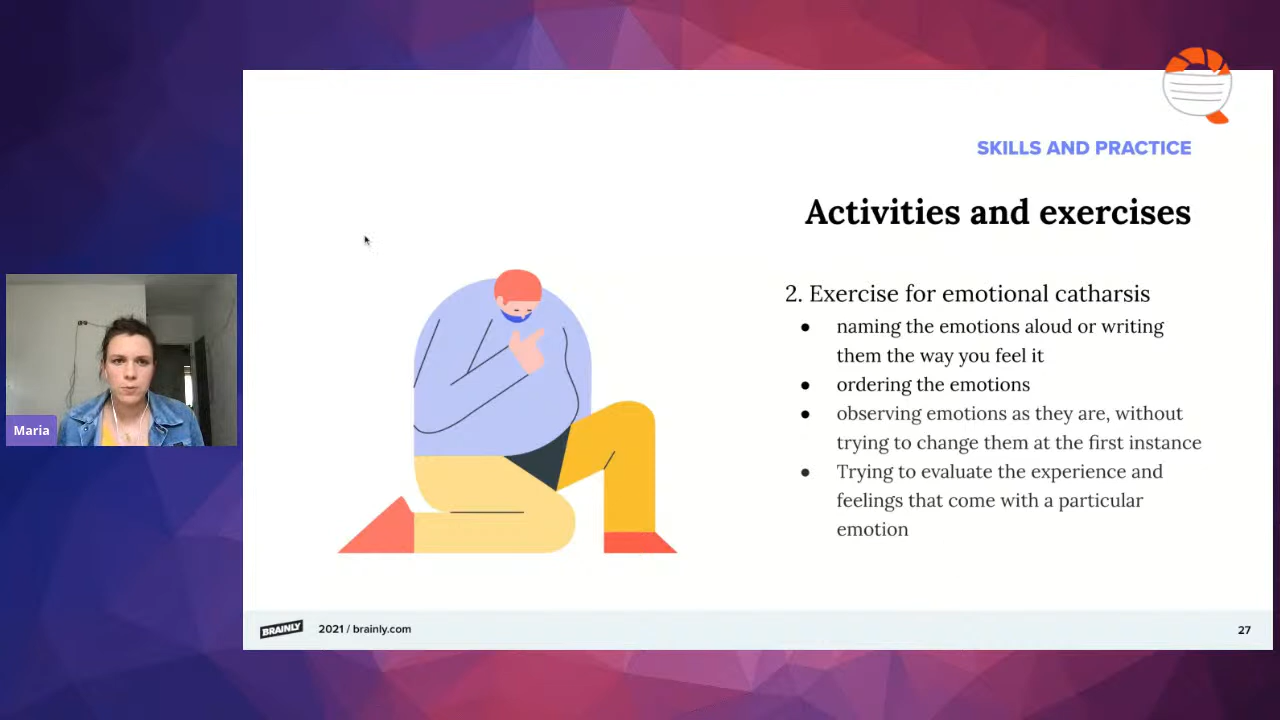 SKILLS AND PRACTICE
Activities and exercises
2. Exercise for emotional catharsis
● naming the emotions aloud or writing
them the way you feel it
● ordering the emotions
● observing emotions as they are, without
trying to change them at the first instance
● Trying to evaluate the experience and
feelings that come with a particular
emotion
Maria
BRAINLY 2021 / brainly.com 27